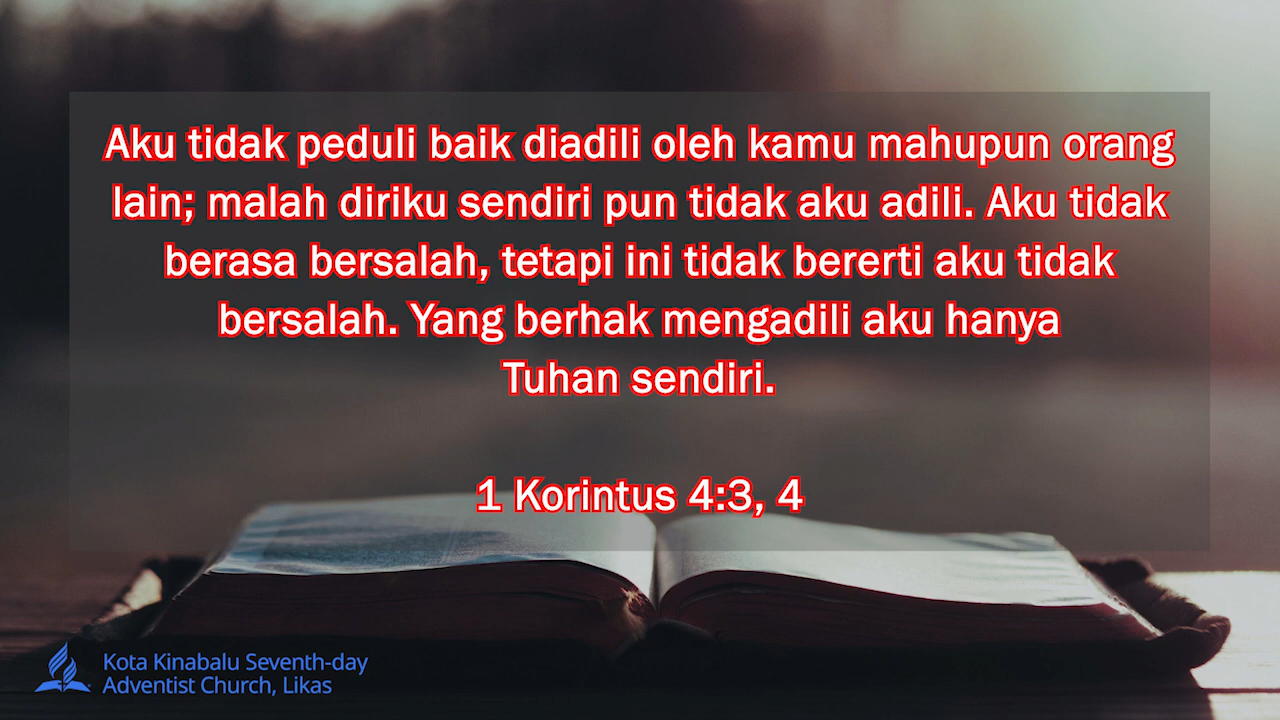 Aku tidak peduli baik diadili oleh kamu mahupun orang
lain; malah diriku sendiri pun tidak aku adili. Aku tidak
berasa bersalah, tetapi ini tidak bererti aku tidak
bersalah. Yang berhak mengadili aku hanya
Tuhan sendiri.
1 Korintus 4:3, 4
Kota Kinabalu Seventh-day
Adventist Church, Likas